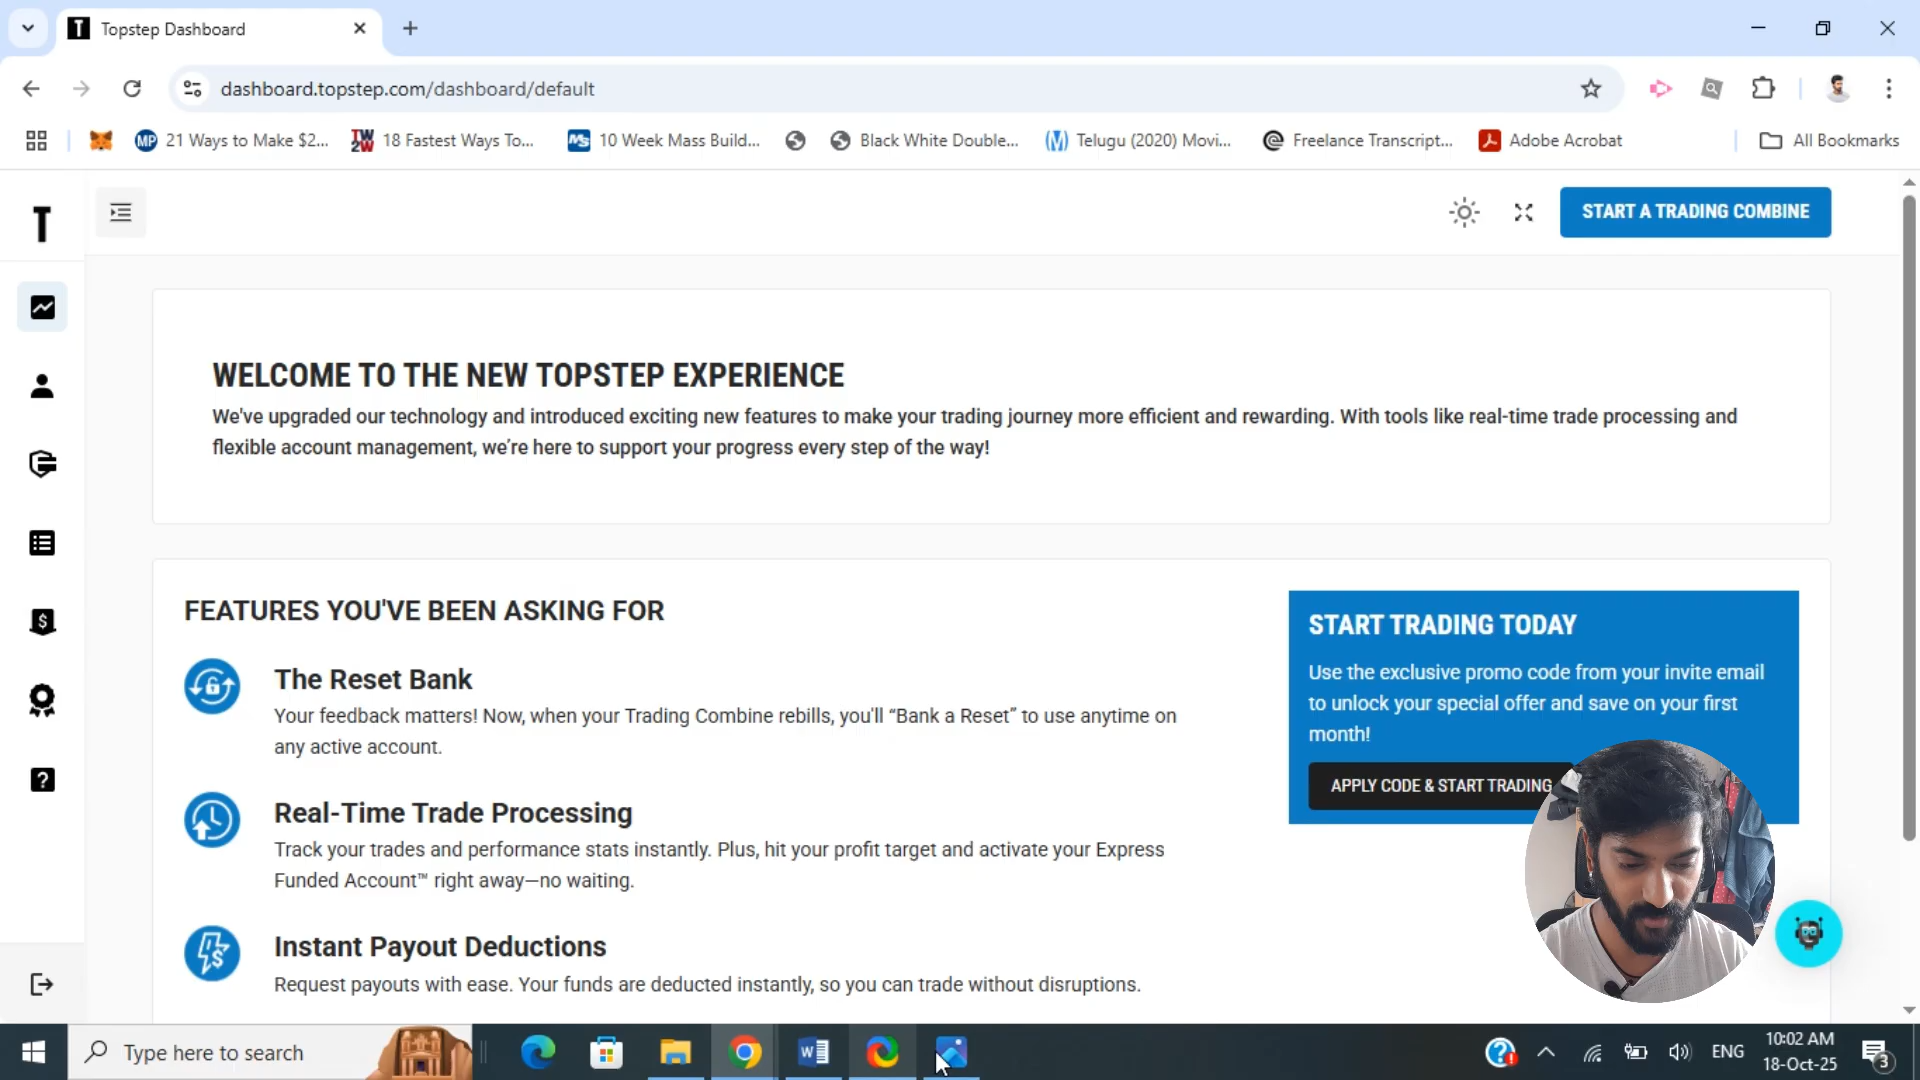 Topstep Dashboard
dashboard.topstep.com/dashboard/default
MP 21 Ways to Make $2...
18 Fastest Ways To...
10 Week Mass Build...
Black White Double...
Telugu (2020) Movi...
Freelance Transcript...
Adobe Acrobat
All Bookmarks
T
START A TRADING COMBINE
WELCOME TO THE NEW TOPSTEP EXPERIENCE
We've upgraded our technology and introduced exciting new features to make your trading journey more efficient and rewarding. With tools like real-time trade processing and
flexible account management, we're here to support your progress every step of the way!
FEATURES YOU'VE BEEN ASKING FOR
The Reset Bank
Your feedback matters! Now, when your Trading Combine rebills, you'll “Bank a Reset” to use anytime on
any active account.
Real-Time Trade Processing
Track your trades and performance stats instantly. Plus, hit your profit target and activate your Express
Funded Account™ right away—no waiting.
Instant Payout Deductions
Request payouts with ease. Your funds are deducted instantly, so you can trade without disruptions.
START TRADING TODAY
Use the exclusive promo code from your invite email
to unlock your special offer and save on your first
month!
APPLY CODE & START TRADING
Type here to search
ENG
10:02 AM
18-Oct-25
3